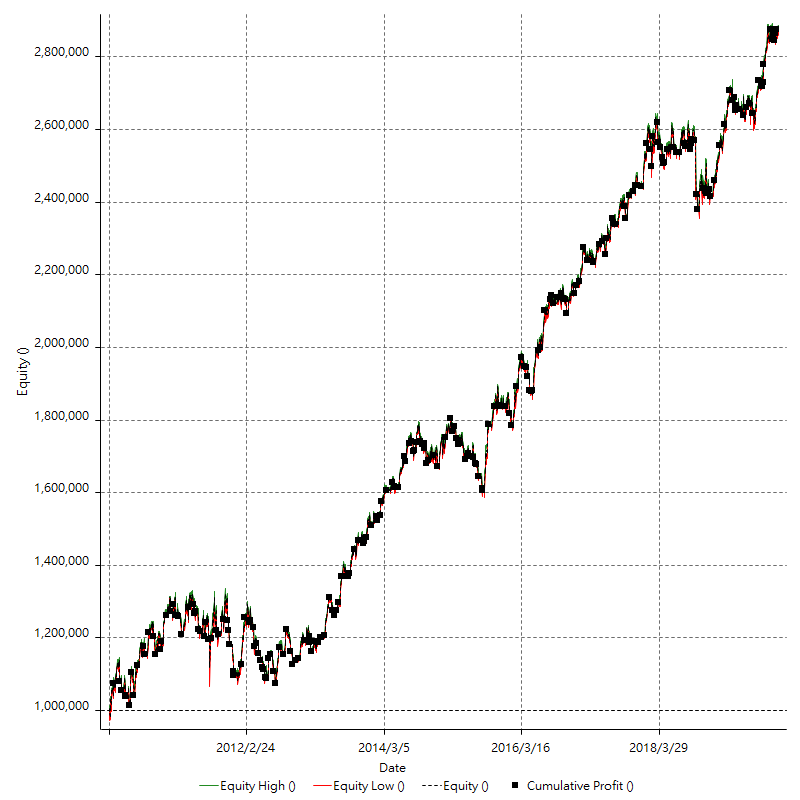 2,800,000
2,600,000
2,400,000
2,200,000
2,000,000
1,800,000
1,600,000
1,400,000
1,200,000
1,000,000
Equity ()
2012/2/24
2014/3/5
2016/3/16
2018/3/29
Date
Equity High ()
Equity Low ()
Equity ()
Cumulative Profit ()